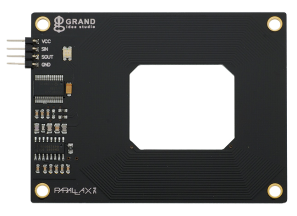 GRAND
idea studio
VCC
SIN
SOUT
GND
PARALLAX